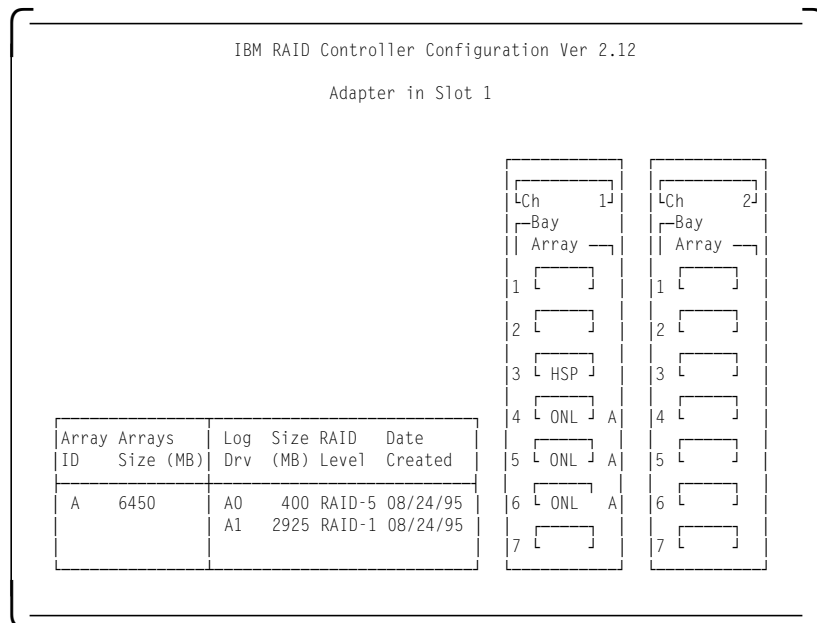 IBM RAID Controller Configuration Ver 2.12
Adapter in Slot 1
Ch 1 Ch 2
Bay Bay
Array Array
1 1
2 2
3 HSP 3
4 ONL A 4
Array Arrays Log Size RAID Date
ID Size (MB) Drv (MB) Level Created
5 ONL A 5
A 6450 A0 400 RAID-5 08/24/95
6 ONL A 6
A1 2925 RAID-1 08/24/95
7 7